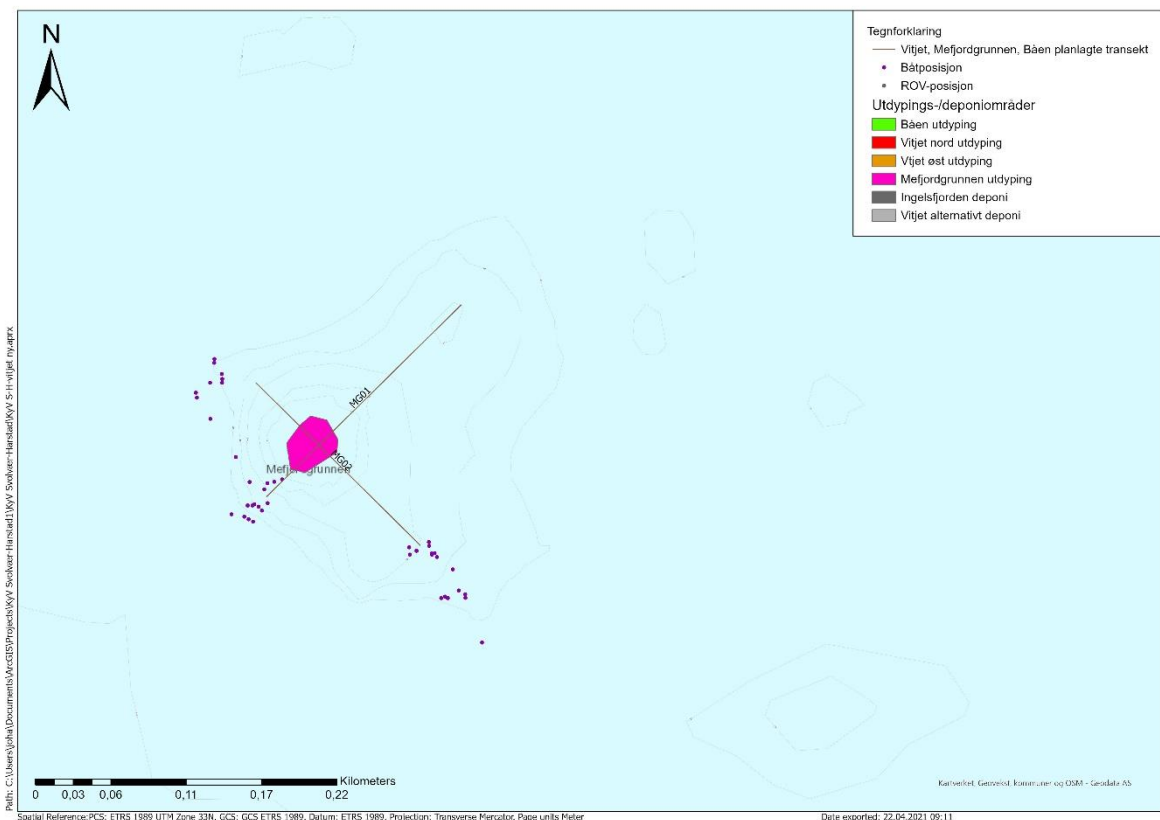 N
Tegnforklaring
Vitjet, Mefjordgrunnen, Båen planlagte transekt
Båtposisjon
ROV-posisjon
Utdypings-/deponiområder
Båen utdyping
Vitjet nord utdyping
Vtjet øst utdyping
Mefjordgrunnen utdyping
Ingelsfjorden deponi
Vitjet alternativt deponi
MG01
MG02
Mefjordgrunnen
Kilometers
0 0,03 0,06 0,11 0,17 0,22
Kartverket, Geovekst, kommuner og OSM - Geodata AS
Path: C:\Users\joha\Documents\ArcGIS\Projects\KyV Svolvær-Harstad1\KyV Svolvær-Harstad\KyV S-H-vitjet ny.aprx
Spatial Reference:PCS: ETRS 1989 UTM Zone 33N, GCS: GCS ETRS 1989, Datum: ETRS 1989, Projection: Transverse Mercator, Page units Meter
Date exported: 22.04.2021 09:11